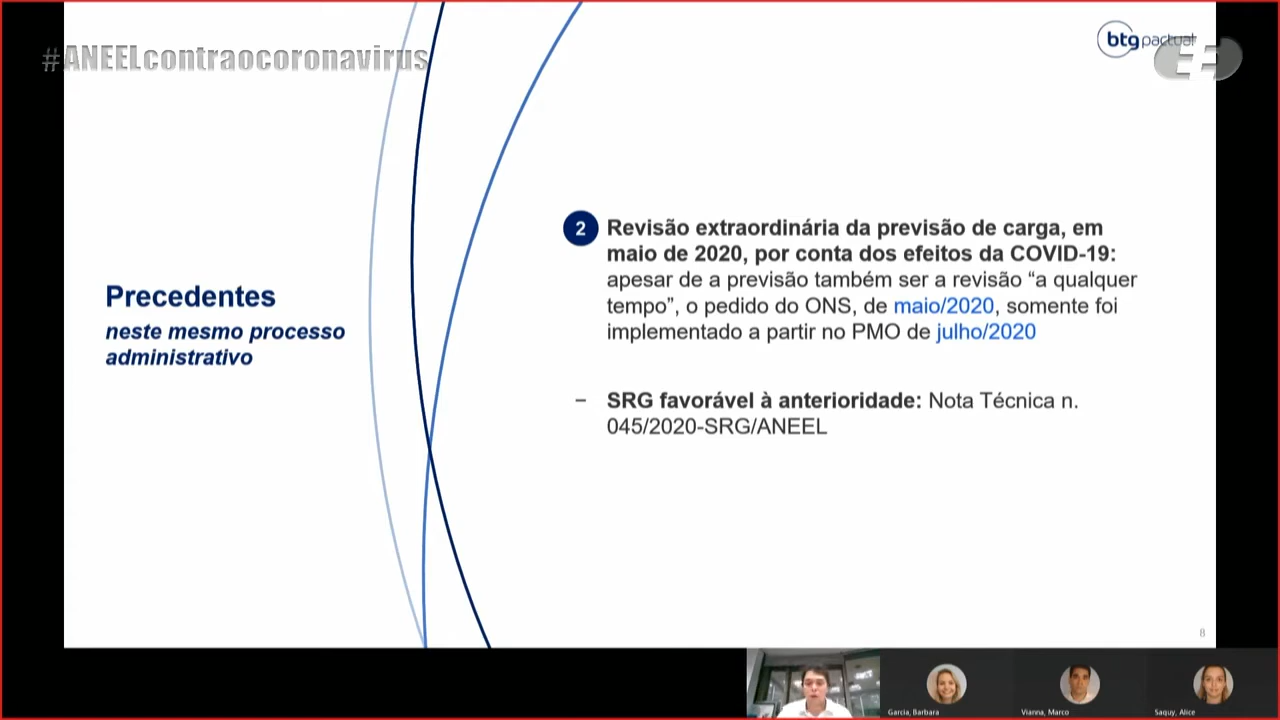 #ANEELcontraocoronavirus
btg pactual
Precedentes
neste mesmo processo
administrativo
2
Revisão extraordinária da previsão de carga, em
maio de 2020, por conta dos efeitos da COVID-19:
apesar de a previsão também ser a revisão “a qualquer
tempo”, o pedido do ONS, de maio/2020, somente foi
implementado a partir no PMO de julho/2020
– SRG favorável à anterioridade: Nota Técnica n.
045/2020-SRG/ANEEL
8
Garcia, Barbara
Vianna, Marco
Saquy, Alice